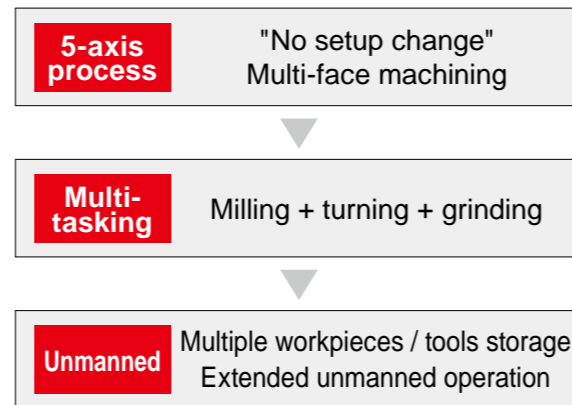 5-axis
process
"No setup change"
Multi-face machining
Multi-
tasking
Milling + turning + grinding
Unmanned
Multiple workpieces / tools storage
Extended unmanned operation